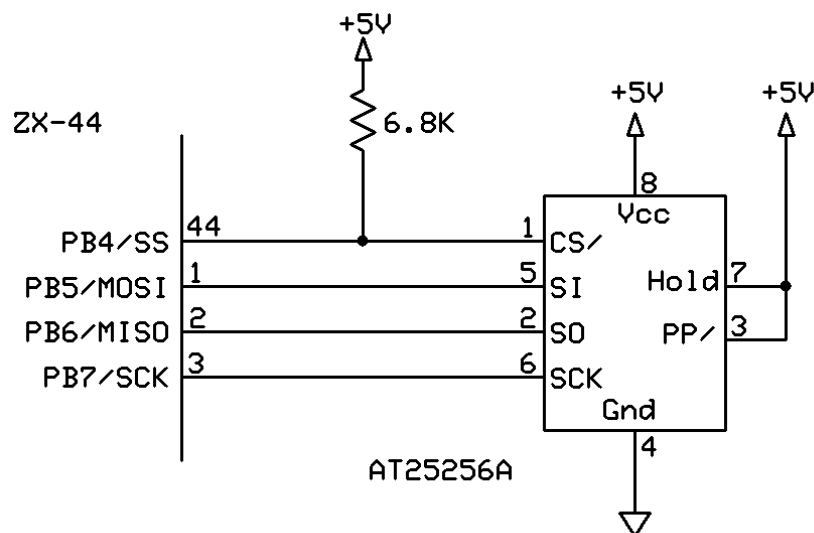 +5V
6.8K
ZX-44
+5V
+5V
8
Vcc
PB4/SS 44 1 CS/
PB5/MOSI 1 5 SI
Hold 7
PB6/MISO 2 2 SO
PP/ 3
PB7/SCK 3 6 SCK
Gnd
4
AT25256A